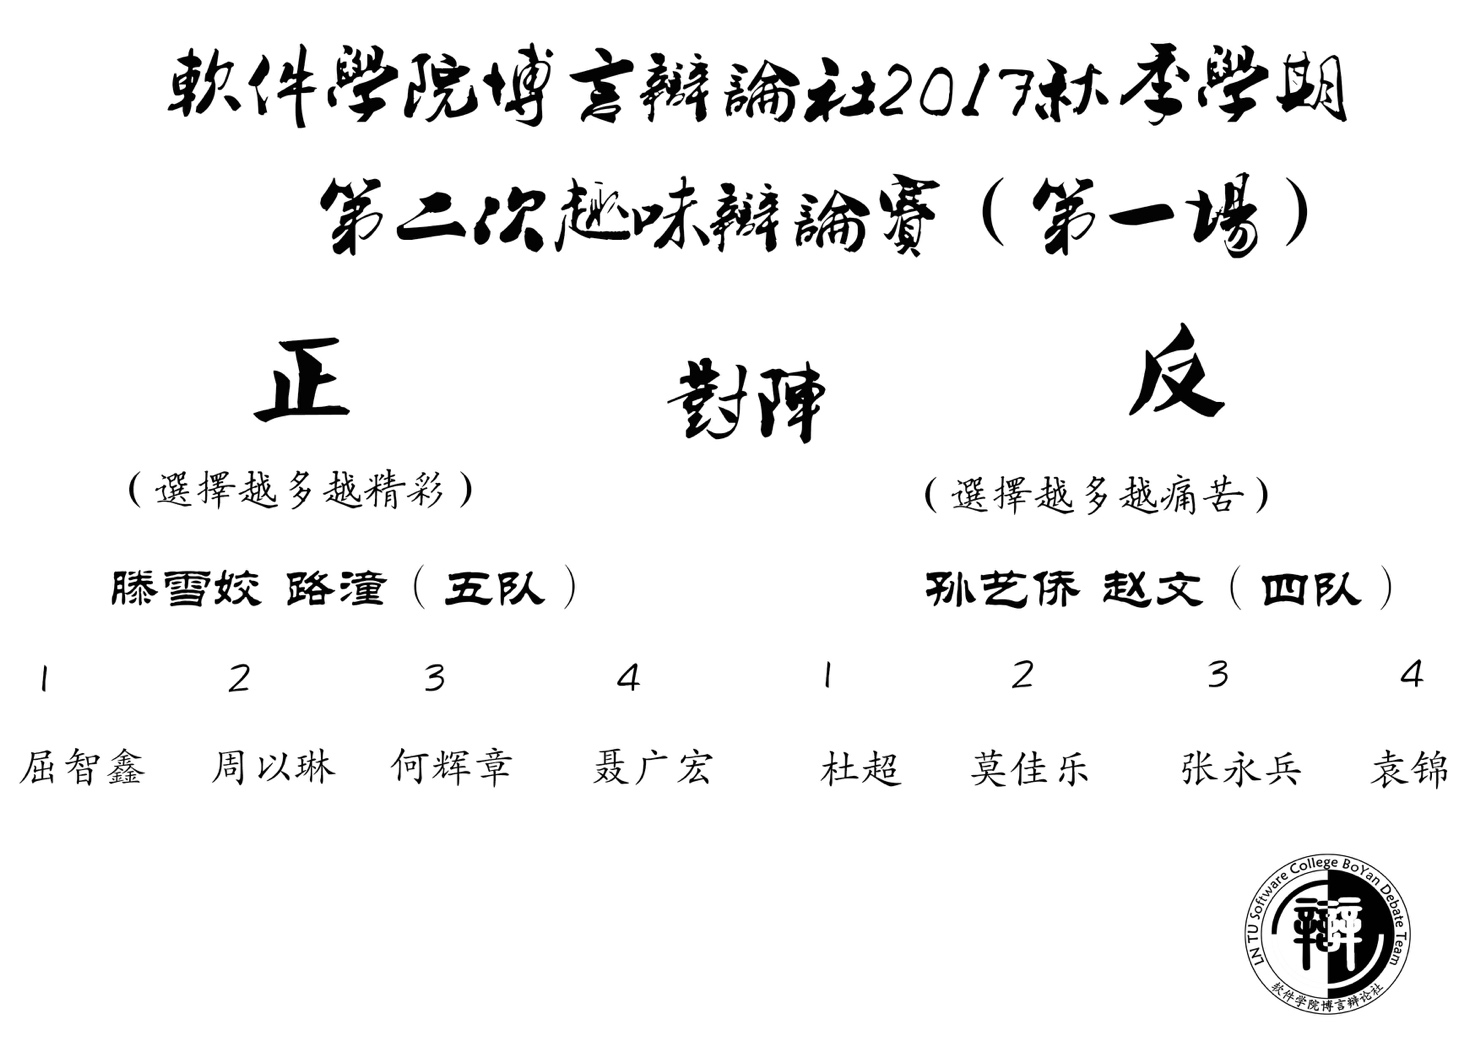 軟件學院博言辯論社2017秋季學期
第二次趣味辯論賽（第一場）
正 對陣 反
（選擇越多越精彩） （選擇越多越痛苦）
滕雪姣 路潼（五队） 孙艺侨 赵文（四队）
1 2 3 4 1 2 3 4
屈智鑫 周以琳 何辉章 聂广宏 杜超 莫佳乐 张永兵 袁锦
LN TU Software College BoYan Debate Team
辯
软件学院博言辩论社